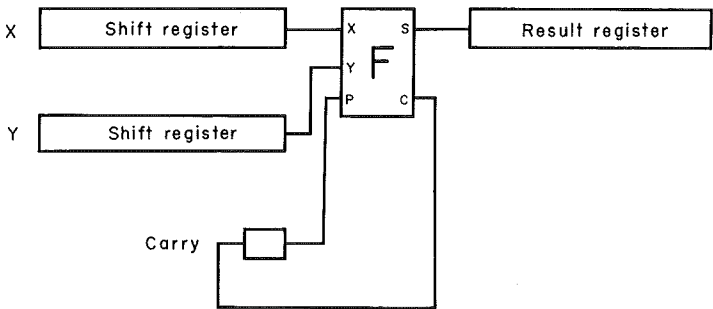 X
Shift register
X
S
Result register
Y
F
P
C
Y
Shift register
Carry